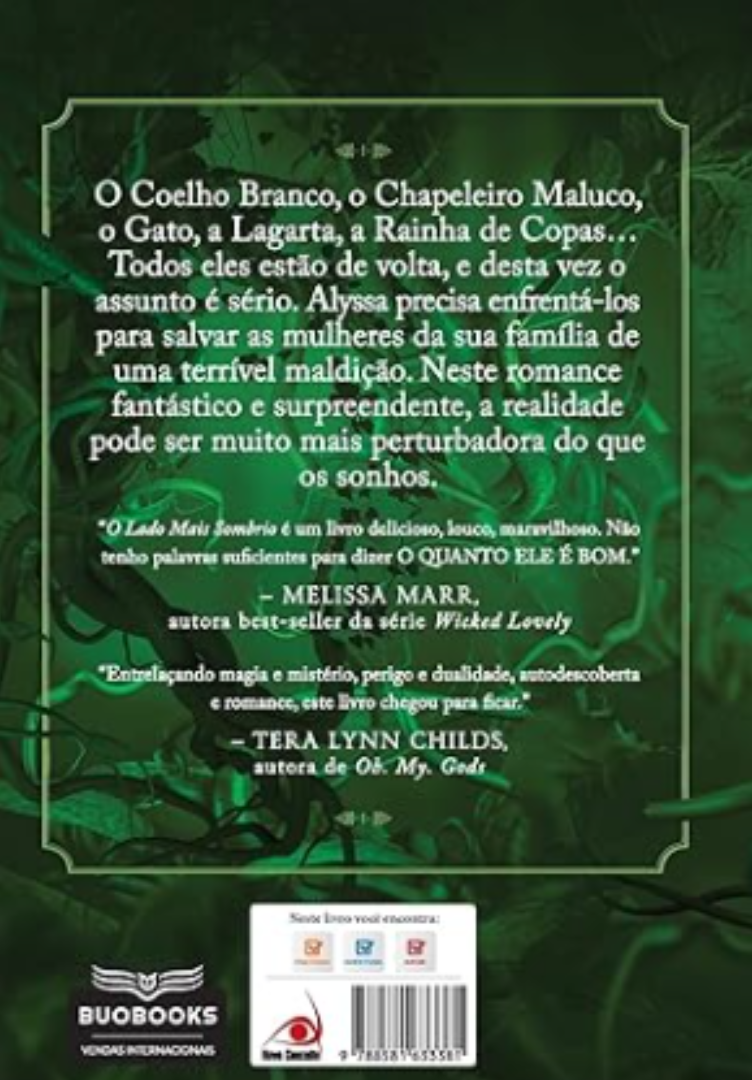 O Coelho Branco, o Chapeleiro Maluco,
o Gato, a Lagarta, a Rainha de Copas...
Todos eles estão de volta, e desta vez o
assunto é sério. Alyssa precisa enfrentá-los
para salvar as mulheres da sua família de
uma terrível maldição. Neste romance
fantástico e surpreendente, a realidade
pode ser muito mais perturbadora do que
os sonhos.
"O Lado Mais Sombrio é um livro delicioso, louco, maravilhoso. Não
tenho palavras suficientes para dizer O QUANTO ELE É BOM."
– MELISSA MARR,
autora best-seller da série Wicked Lovely
"Entrelaçando magia e mistério, perigo e dualidade, autodescoberta
e romance, este livro chegou para ficar."
– TERA LYNN CHILDS,
autora de Oh. My. Gods
Neste livro você encontra:
BUOBOOKS
VENDAS INTERNACIONAIS
Novo Conceito
9 788581 633381